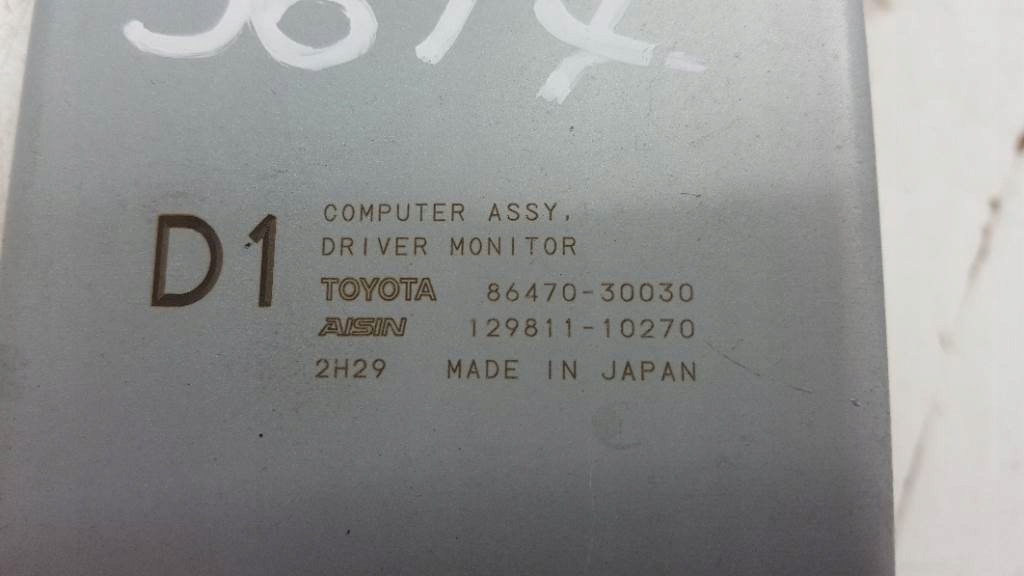 D1
COMPUTER ASSY,
DRIVER MONITOR
TOYOTA 86470-30030
AISIN 129811-10270
2H29 MADE IN JAPAN